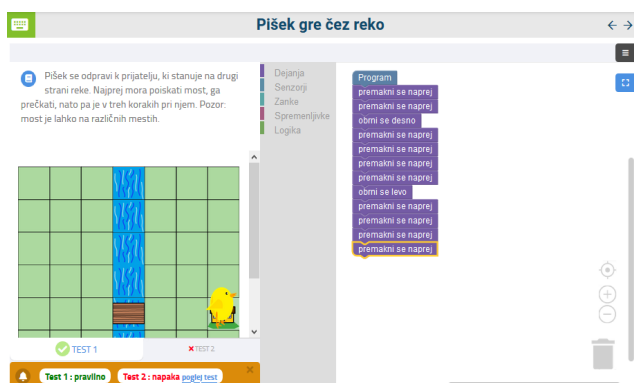 Pišek gre čez reko
Pišek se odpravi k prijatelju, ki stanuje na drugi
strani reke. Najprej mora poiskati most, ga
prečkati, nato pa je v treh korakih pri njem. Pozor:
most je lahko na različnih mestih.
TEST 1
TEST 2
Test 1 : pravilno
Test 2 : napaka poglej test
Dejanja
Senzorji
Zanke
Spremenljivke
Logika
Program
premakni se naprej
premakni se naprej
obrni se desno
premakni se naprej
premakni se naprej
premakni se naprej
premakni se naprej
obrni se levo
premakni se naprej
premakni se naprej
premakni se naprej
premakni se naprej